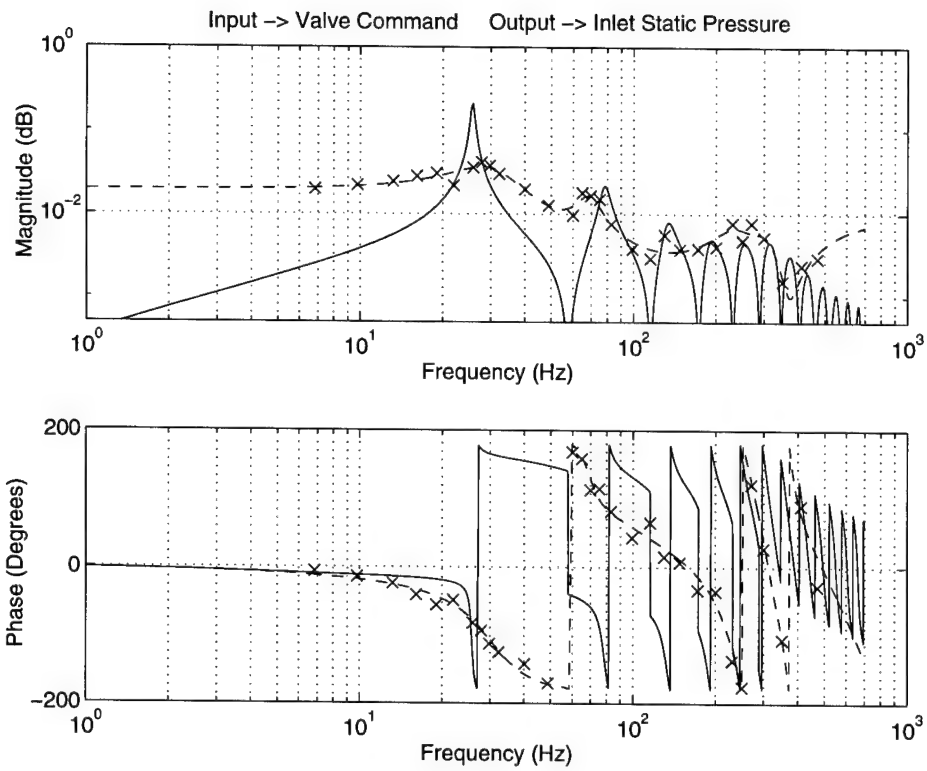 Input –> Valve Command Output –> Inlet Static Pressure
10^0
10^-2
Magnitude (dB)
10^0
10^1
10^2
10^3
Frequency (Hz)
200
0
−200
Phase (Degrees)
10^0
10^1
10^2
10^3
Frequency (Hz)